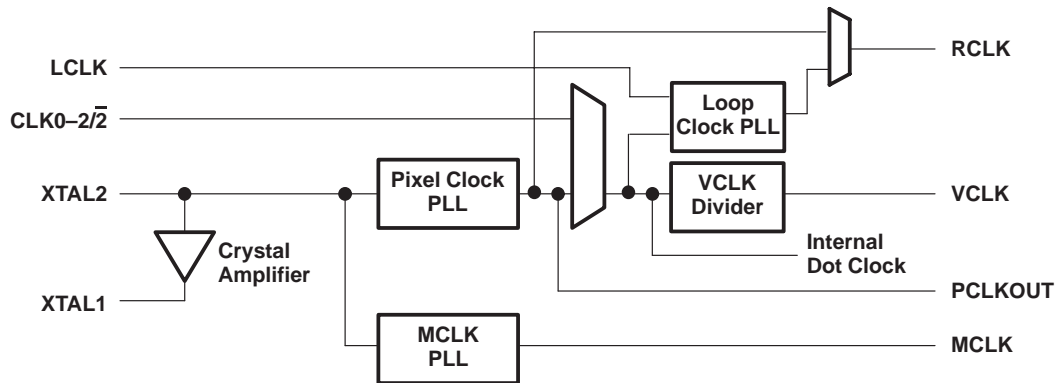 RCLK
LCLK
Loop
Clock PLL
CLK0–2/2̅
Pixel Clock
PLL
VCLK
Divider
XTAL2
VCLK
Crystal
Amplifier
Internal
Dot Clock
XTAL1
PCLKOUT
MCLK
PLL
MCLK